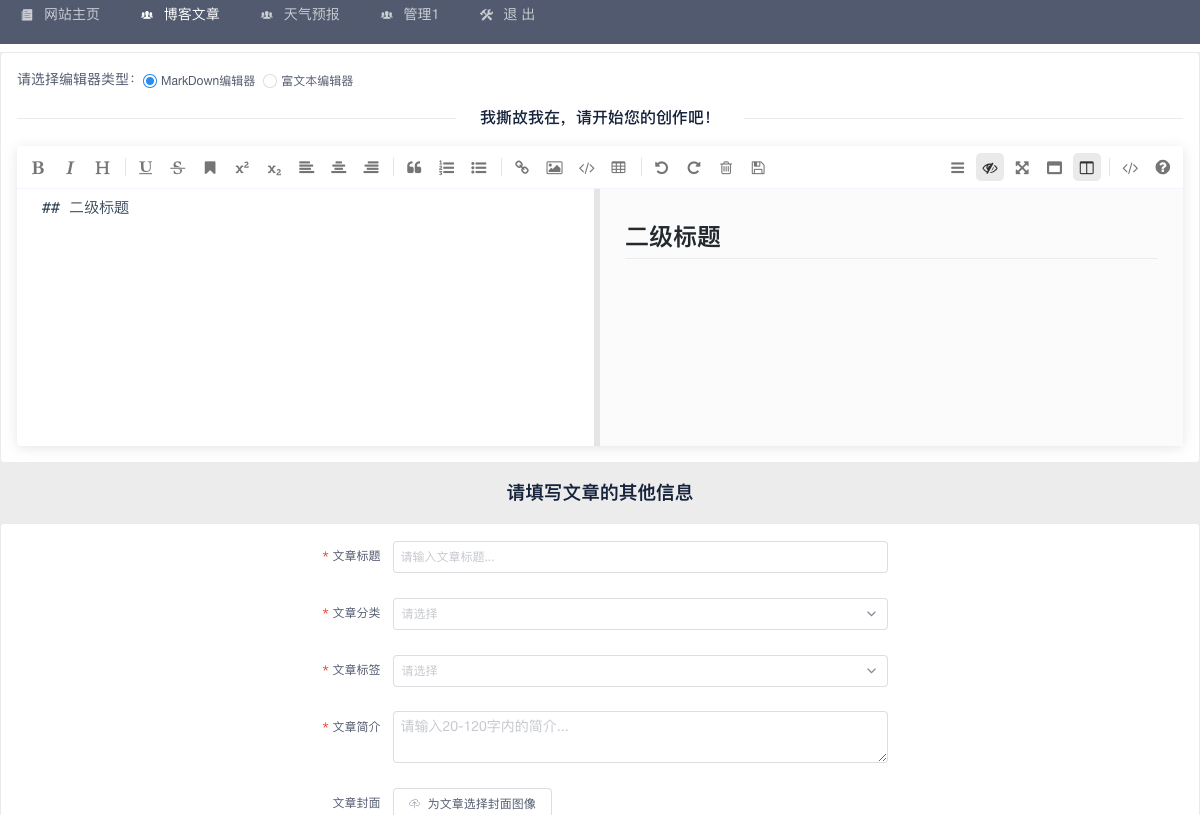 网站主页 博客文章 天气预报 管理1 退 出
请选择编辑器类型： MarkDown编辑器 富文本编辑器
我撕故我在，请开始您的创作吧！
## 二级标题
二级标题
请填写文章的其他信息
* 文章标题 请输入文章标题...
* 文章分类 请选择
* 文章标签 请选择
* 文章简介 请输入20-120字内的简介...
文章封面 为文章选择封面图像